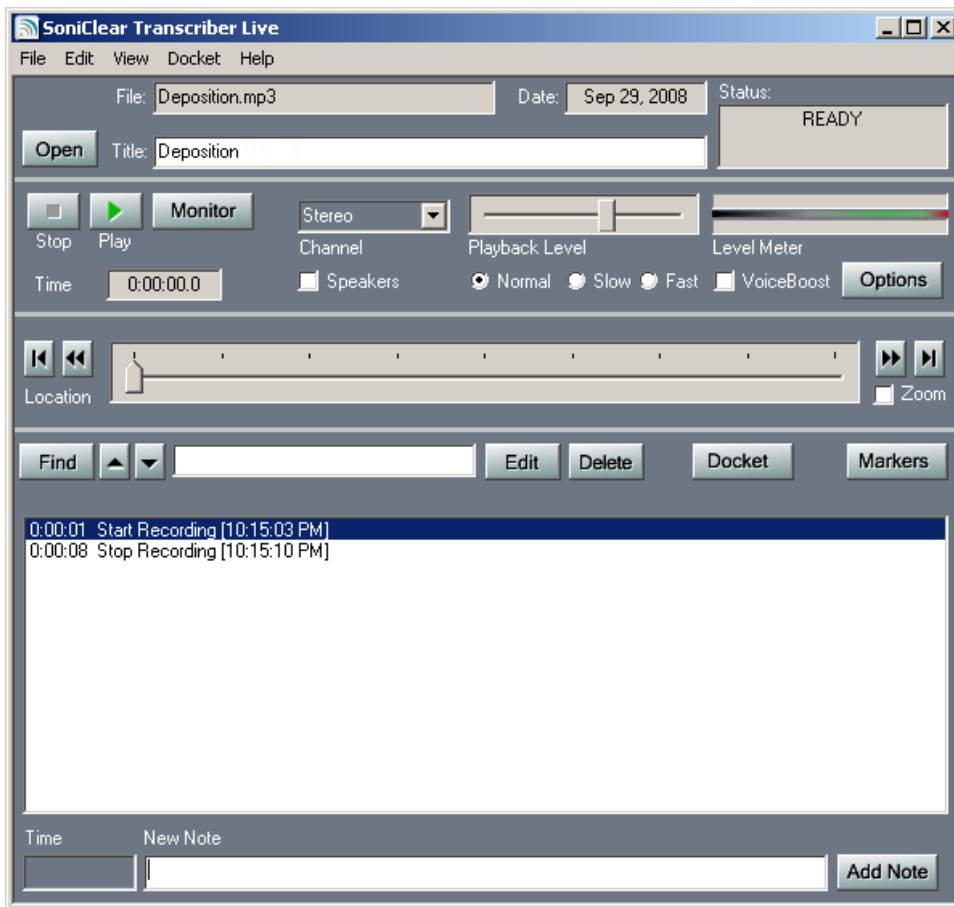 SoniClear Transcriber Live
File Edit View Docket Help
File: Deposition.mp3 Date: Sep 29, 2008 Status:
READY
Open Title: Deposition
Monitor
Stereo
Stop Play Channel Playback Level Level Meter
Time 0:00:00.0 Speakers Normal Slow Fast VoiceBoost Options
Location Zoom
Find Edit Delete Docket Markers
0:00:01 Start Recording [10:15:03 PM]
0:00:08 Stop Recording [10:15:10 PM]
Time New Note
Add Note